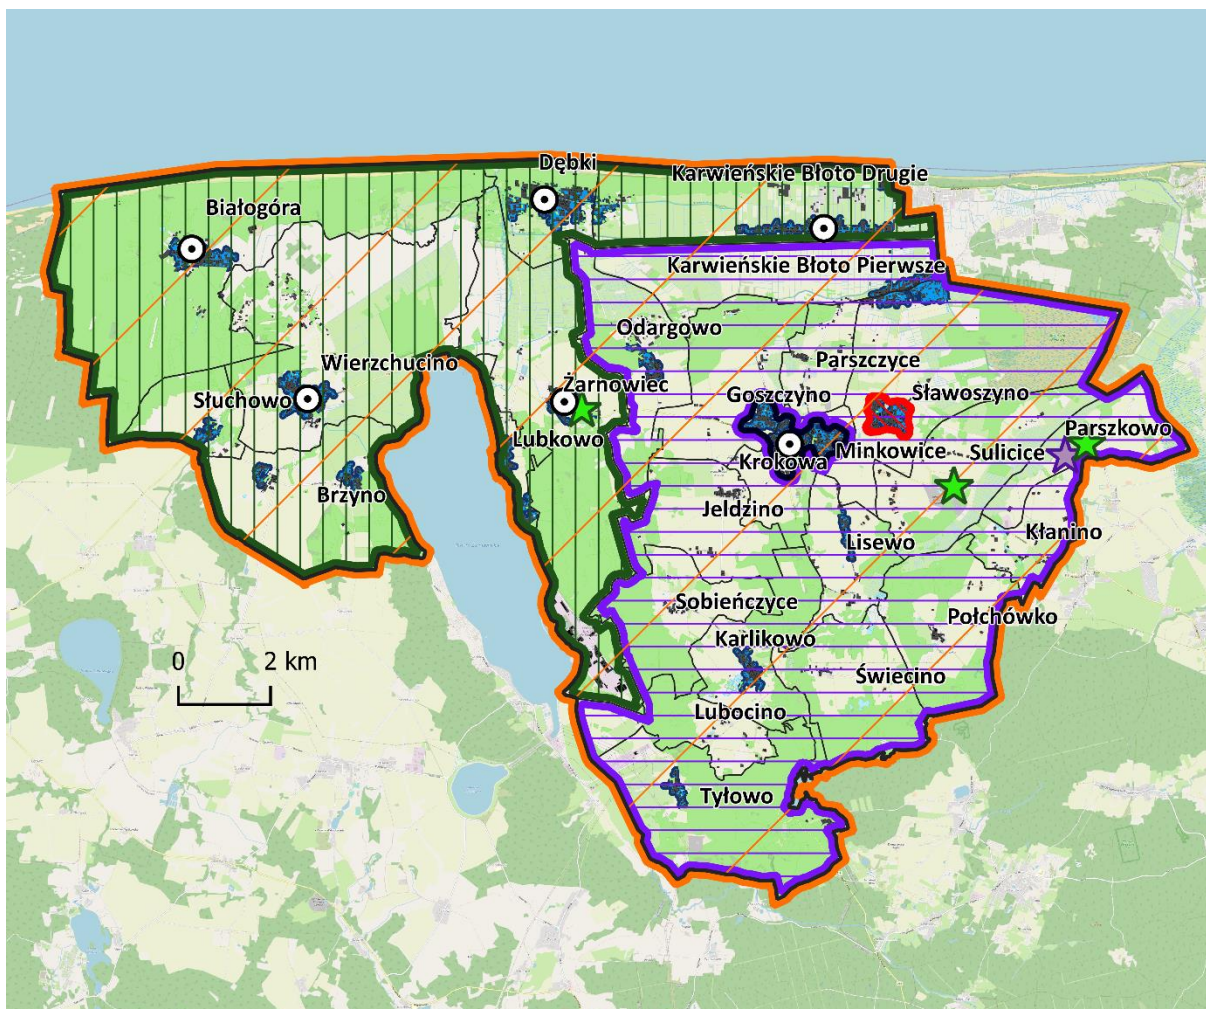 Dębki
Karwieńskie Błoto Drugie
Białogóra
Karwieńskie Błoto Pierwsze
Odargowo
Wierzchucino
Parszczyce
Żarnowiec
Goszczyno
Sławoszyno
Słuchowo
Lubkowo
Parszkowo
Krokowa
Minkowice
Sulicice
Brzyno
Jeldzino
Lisewo
Kłanino
Sobieńczyce
Połchówko
Karlikowo
0 2 km
Świecino
Lubocino
Tyłowo